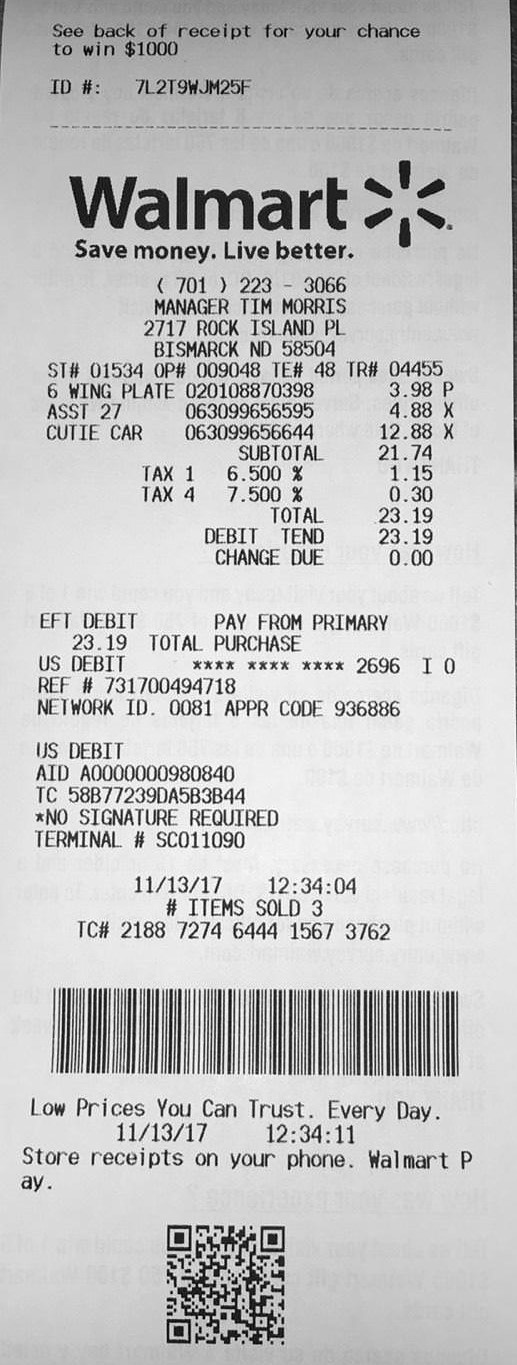 See back of receipt for your chance
to win $1000
ID #: 7L2T9WJM25F
Walmart
Save money. Live better.
( 701 ) 223 - 3066
MANAGER TIM MORRIS
2717 ROCK ISLAND PL
BISMARCK ND 58504
ST# 01534 OP# 009048 TE# 48 TR# 04455
6 WING PLATE 020108870398 3.98 P
ASST 27 063099656595 4.88 X
CUTIE CAR 063099656644 12.88 X
SUBTOTAL 21.74
TAX 1 6.500 % 1.15
TAX 4 7.500 % 0.30
TOTAL 23.19
DEBIT TEND 23.19
CHANGE DUE 0.00
EFT DEBIT PAY FROM PRIMARY
23.19 TOTAL PURCHASE
US DEBIT **** **** **** 2696 I 0
REF # 731700494718
NETWORK ID. 0081 APPR CODE 936886
US DEBIT
AID A0000000980840
TC 58B77239DA5B3B44
*NO SIGNATURE REQUIRED
TERMINAL # SC011090
11/13/17 12:34:04
# ITEMS SOLD 3
TC# 2188 7274 6444 1567 3762
Low Prices You Can Trust. Every Day.
11/13/17 12:34:11
Store receipts on your phone. Walmart P
ay.